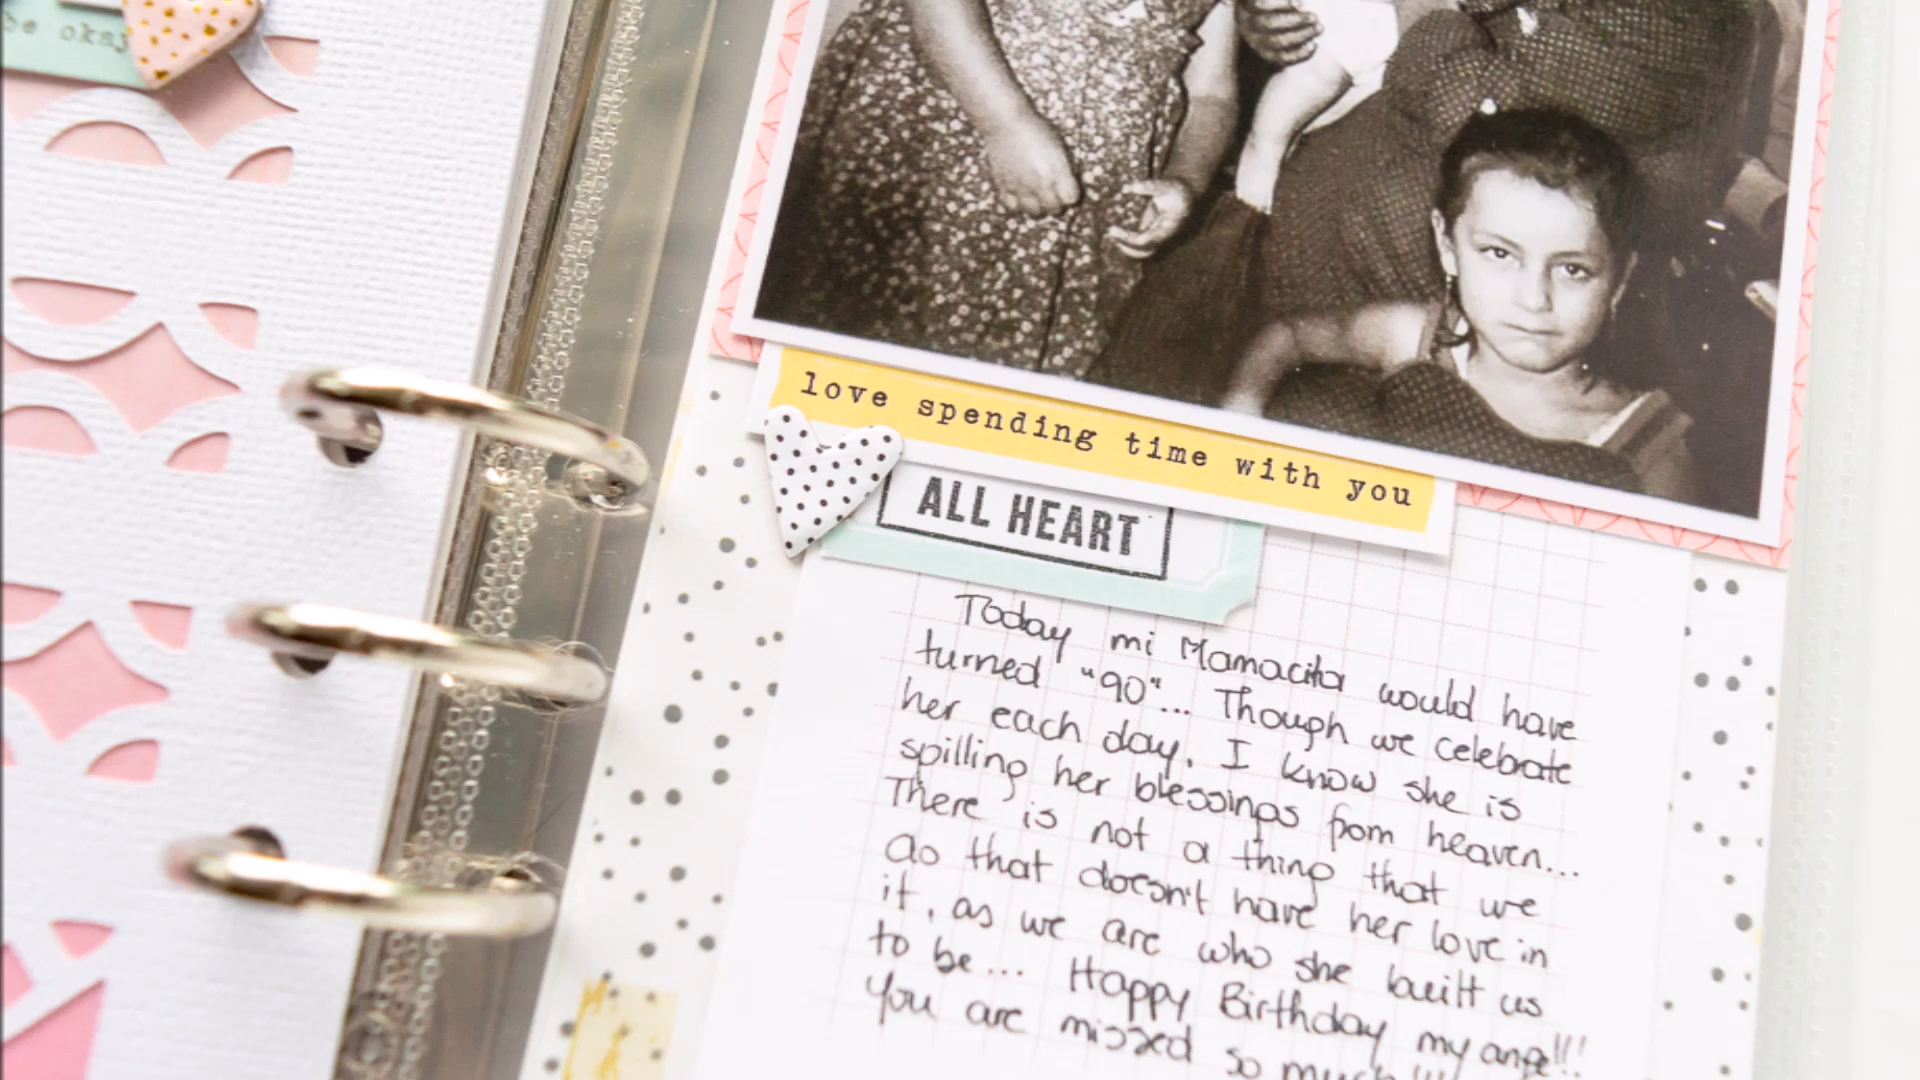 be okay
love spending time with you
ALL HEART
Today mi Mamacita would have
turned "90"... Though we celebrate
her each day, I know she is
spilling her blessings from heaven...
There is not a thing that we
do that doesn't have her love in
it, as we are who she built us
to be... Happy Birthday my angel!!!
You are missed so much!!!